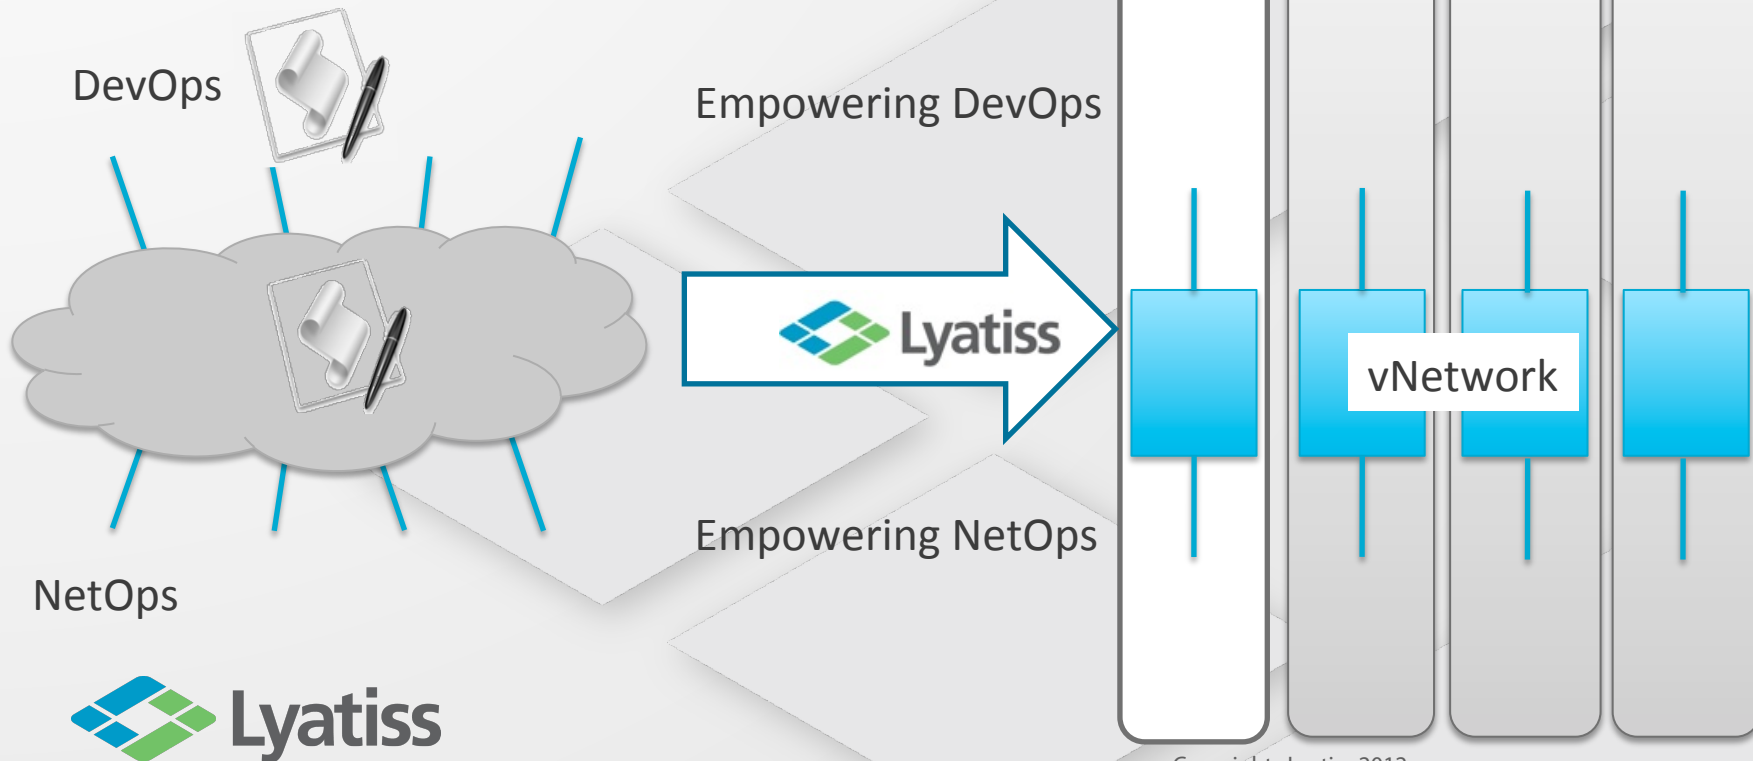 DevOps
Empowering DevOps
Lyatiss
vNetwork
Empowering NetOps
NetOps
Lyatiss